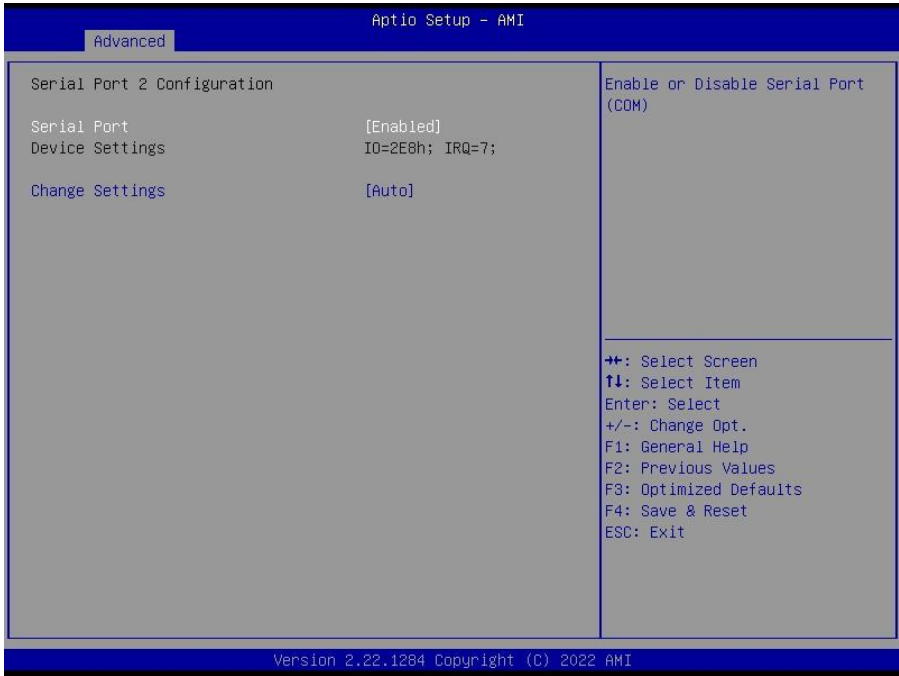 Aptio Setup – AMI
Advanced
Serial Port 2 Configuration
Serial Port [Enabled]
Device Settings IO=2E8h; IRQ=7;
Change Settings [Auto]
Enable or Disable Serial Port
(COM)
→←: Select Screen
↑↓: Select Item
Enter: Select
+/-: Change Opt.
F1: General Help
F2: Previous Values
F3: Optimized Defaults
F4: Save & Reset
ESC: Exit
Version 2.22.1284 Copyright (C) 2022 AMI